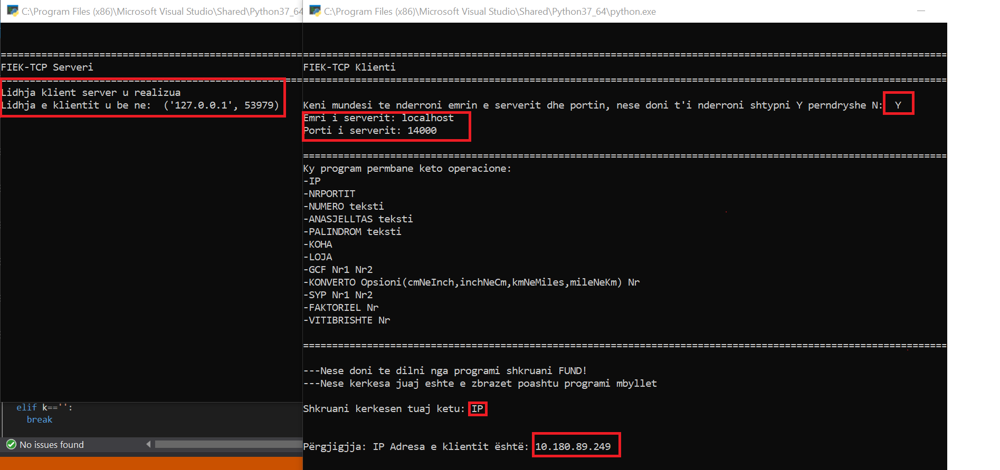 C:\Program Files (x86)\Microsoft Visual Studio\Shared\Python37_64
FIEK-TCP Serveri
Lidhja klient server u realizua
Lidhja e klientit u be ne:  ('127.0.0.1', 53979)
elif k=='':
break
No issues found
C:\Program Files (x86)\Microsoft Visual Studio\Shared\Python37_64\python.exe
FIEK-TCP Klienti
Keni mundesi te nderroni emrin e serverit dhe portin, nese doni t'i nderroni shtypni Y perndryshe N:  Y
Emri i serverit: localhost
Porti i serverit: 14000
Ky program permbane keto operacione:
-IP
-NRPORTIT
-NUMERO teksti
-ANASJELLTAS teksti
-PALINDROM teksti
-KOHA
-LOJA
-GCF Nr1 Nr2
-KONVERTO Opsioni(cmNeInch,inchNeCm,kmNeMiles,mileNeKm) Nr
-SYP Nr1 Nr2
-FAKTORIEL Nr
-VITIBRISHTE Nr
---Nese doni te dilni nga programi shkruani FUND!
---Nese kerkesa juaj eshte e zbrazet poashtu programi mbyllet
Shkruani kerkesen tuaj ketu: IP
Përgjigjja: IP Adresa e klientit është: 10.180.89.249